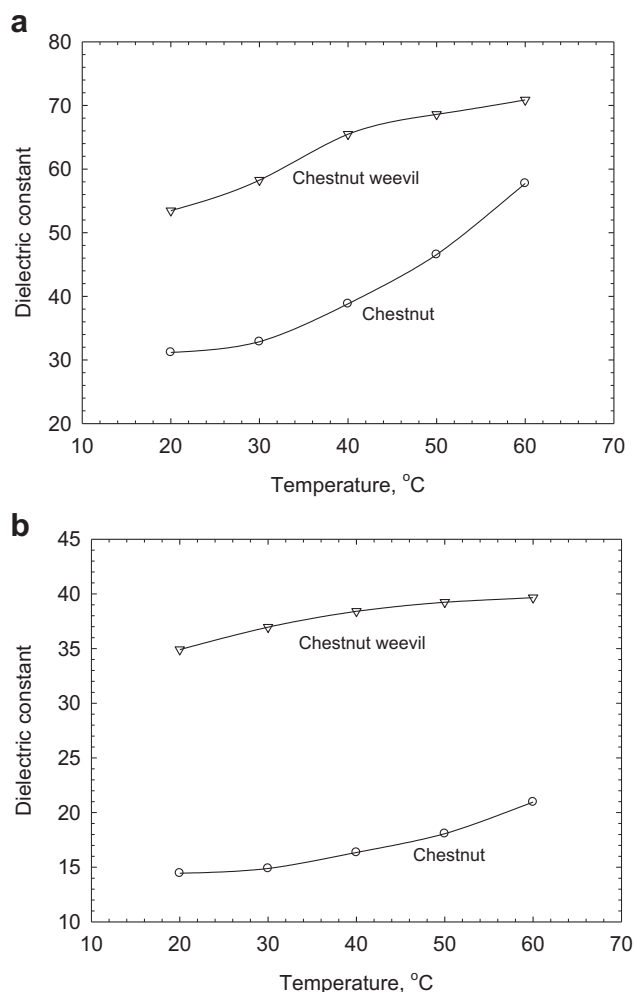 a
80
70
60
50
40
30
20
Dielectric constant
Chestnut weevil
Chestnut
10 20 30 40 50 60 70
Temperature, °C
b
45
40
35
30
25
20
15
10
Dielectric constant
Chestnut weevil
Chestnut
10 20 30 40 50 60 70
Temperature, °C